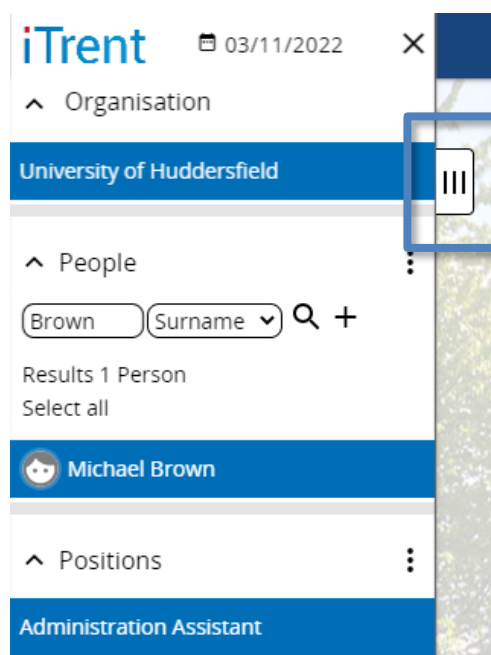 iTrent 03/11/2022
Organisation
University of Huddersfield
People
Brown Surname
Results 1 Person
Select all
Michael Brown
Positions
Administration Assistant